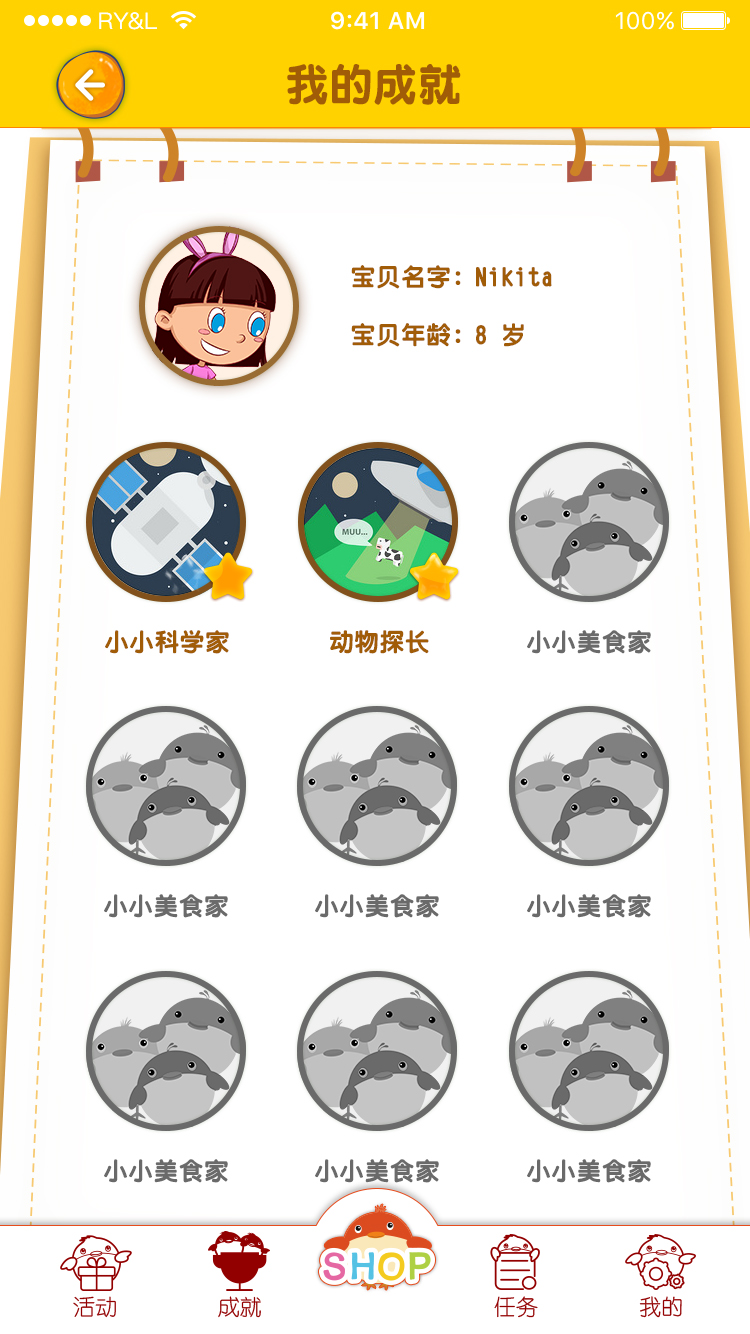 RY&L 9:41 AM 100%
我的成就
宝贝名字：Nikita
宝贝年龄：8 岁
MUU...
小小科学家 动物探长 小小美食家
小小美食家 小小美食家 小小美食家
小小美食家 小小美食家 小小美食家
SHOP
活动 成就 任务 我的